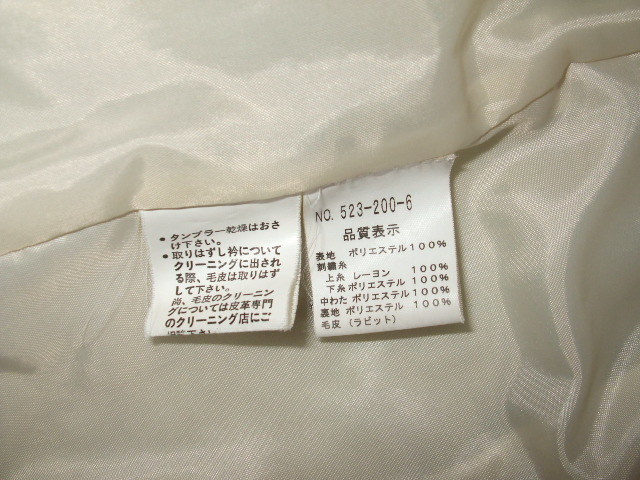 • タンブラー乾燥はおさ
け下さい。
• 取りはずし衿について
クリーニングに出され
る際、毛皮は取りはず
して下さい。
尚、毛皮のクリーニン
グについては皮革専門
のクリーニング店にご
NO. 523-200-6
品質表示
表地 ポリエステル100%
刺繍糸
上糸 レーヨン 100%
下糸ポリエステル 100%
中わた ポリエステル 100%
裏地 ポリエステル 100%
毛皮 (ラビット)